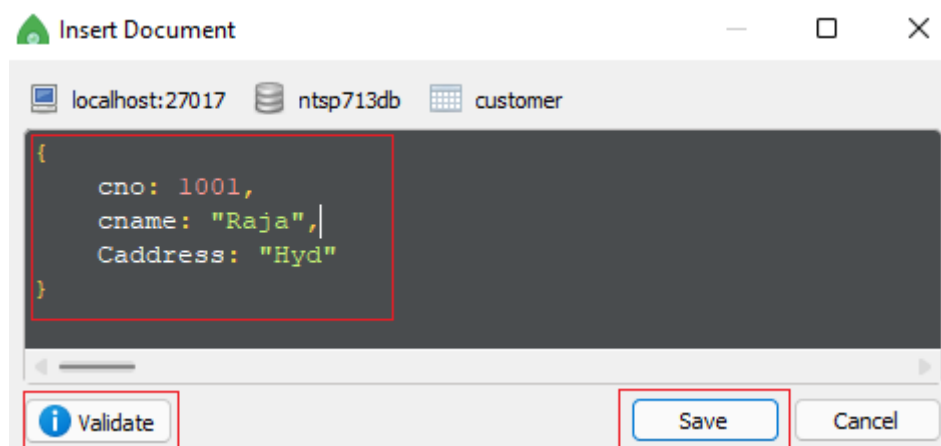 Insert Document
localhost:27017 ntsp713db customer
{
cno: 1001,
cname: "Raja",
Caddress: "Hyd"
}
Validate Save Cancel